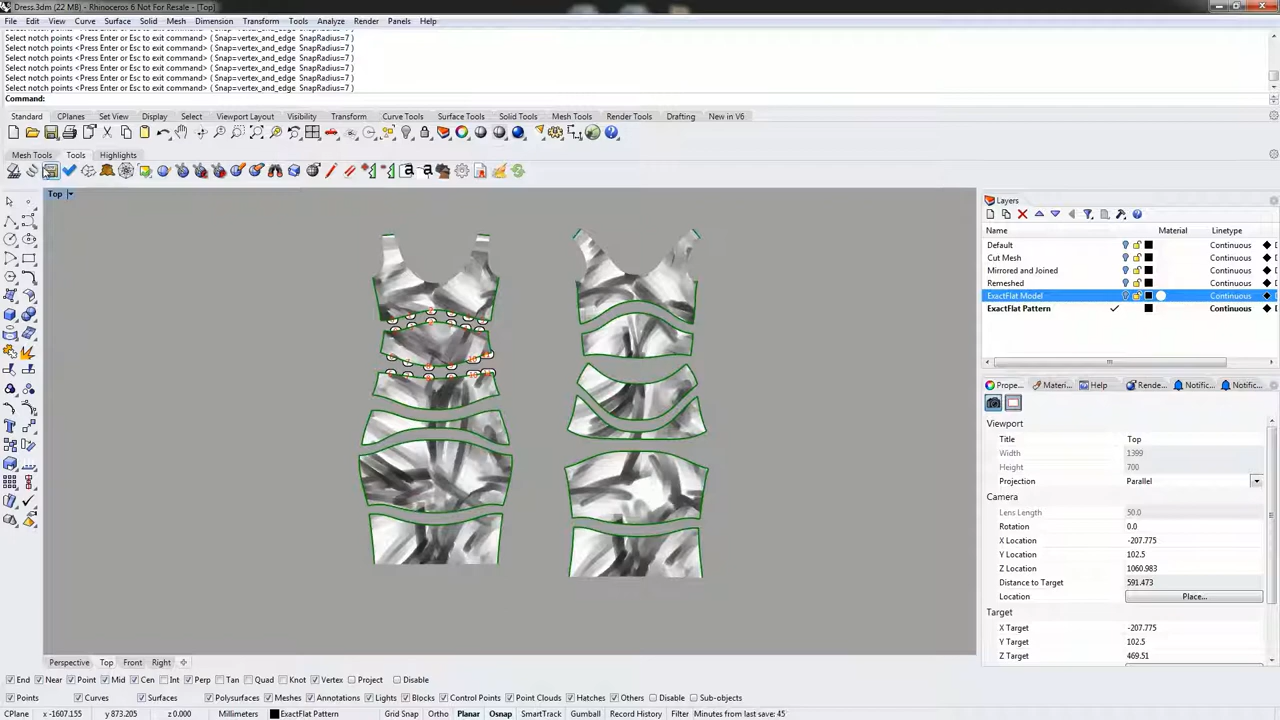 Dress.3dm (22 MB) - Rhinoceros 6 Not For Resale - [Top]
File Edit View Curve Surface Solid Mesh Dimension Transform Tools Analyze Render Panels Help
Select notch points <Press Enter or Esc to exit command> ( Snap=vertex_and_edge SnapRadius=7 )
Select notch points <Press Enter or Esc to exit command> ( Snap=vertex_and_edge SnapRadius=7 )
Select notch points <Press Enter or Esc to exit command> ( Snap=vertex_and_edge SnapRadius=7 )
Select notch points <Press Enter or Esc to exit command> ( Snap=vertex_and_edge SnapRadius=7 )
Select notch points <Press Enter or Esc to exit command> ( Snap=vertex_and_edge SnapRadius=7 )
Select notch points <Press Enter or Esc to exit command> ( Snap=vertex_and_edge SnapRadius=7 )
Command:
Standard CPlanes Set View Display Select Viewport Layout Visibility Transform Curve Tools Surface Tools Solid Tools Mesh Tools Render Tools Drafting New in V6
Mesh Tools Tools Highlights
Top
Layers
Name Material Linetype
Default Continuous
Cut Mesh Continuous
Mirrored and Joined Continuous
Remeshed Continuous
ExactFlat Model Continuous
ExactFlat Pattern Continuous
Prope... Materi... Help Rende... Notific... Notific...
Viewport
Title Top
Width 1399
Height 700
Projection Parallel
Camera
Lens Length 50.0
Rotation 0.0
X Location -207.775
Y Location 102.5
Z Location 1060.983
Distance to Target 591.473
Location Place...
Target
X Target -207.775
Y Target 102.5
Z Target 469.51
Perspective Top Front Right
End Near Point Mid Cen Int Perp Tan Quad Knot Vertex Project Disable
Points Curves Surfaces Polysurfaces Meshes Annotations Lights Blocks Control Points Point Clouds Hatches Others Disable Sub-objects
CPlane x -1607.155 y 873.205 z 0.000 Millimeters ExactFlat Pattern Grid Snap Ortho Planar Osnap SmartTrack Gumball Record History Filter Minutes from last save: 45